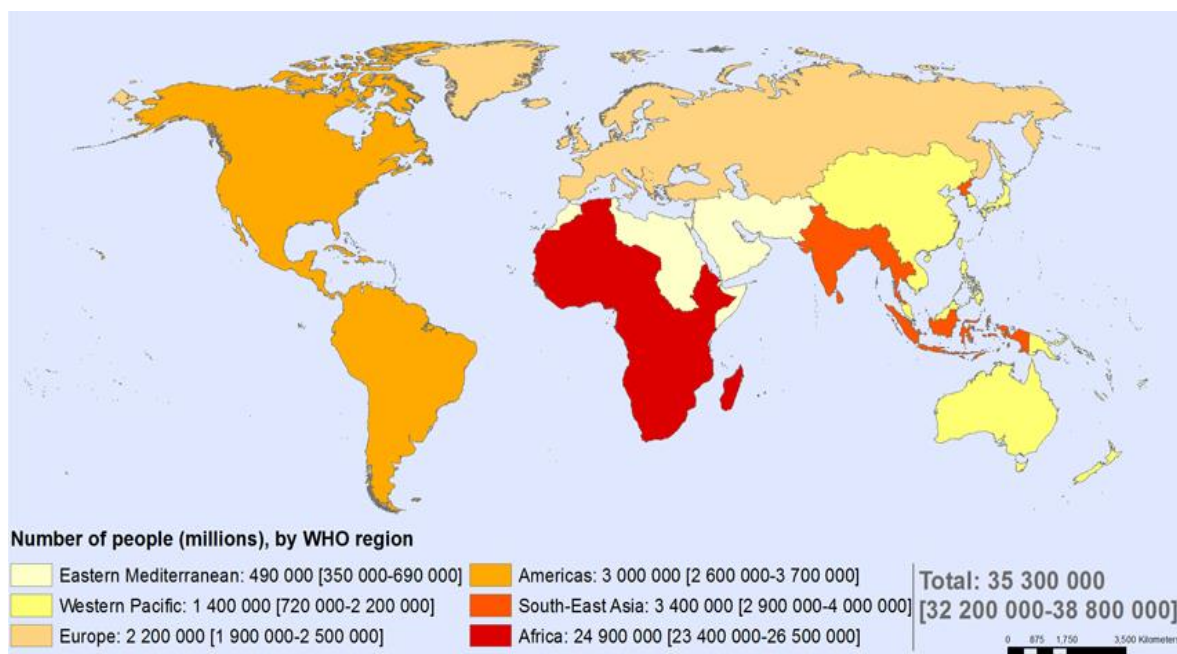 Number of people (millions), by WHO region
Eastern Mediterranean: 490 000 [350 000-690 000]
Western Pacific: 1 400 000 [720 000-2 200 000]
Europe: 2 200 000 [1 900 000-2 500 000]
Americas: 3 000 000 [2 600 000-3 700 000]
South-East Asia: 3 400 000 [2 900 000-4 000 000]
Africa: 24 900 000 [23 400 000-26 500 000]
Total: 35 300 000
[32 200 000-38 800 000]
0 875 1,750 3,500 Kilometers